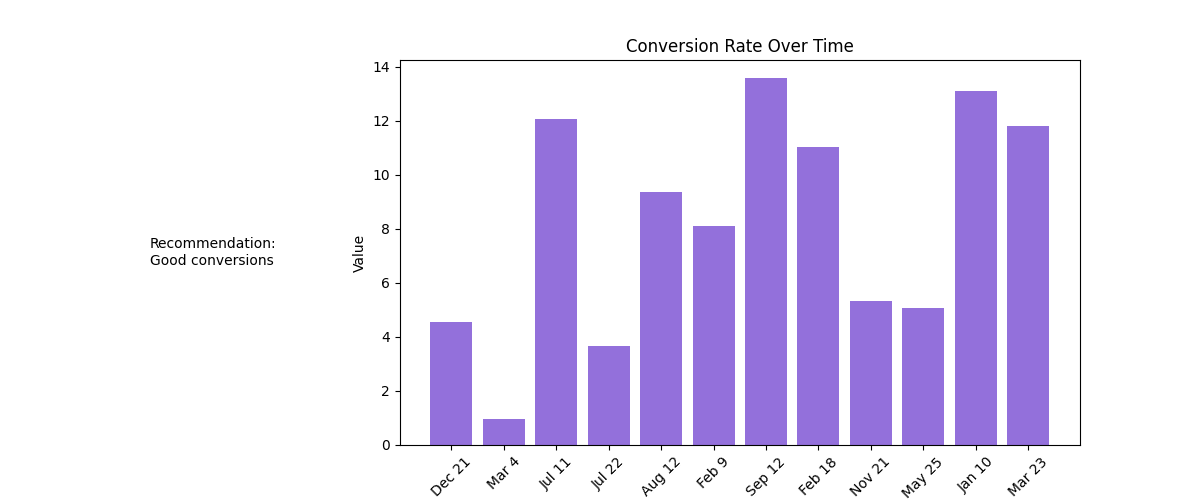 Conversion Rate Over Time
Recommendation:
Good conversions
Value
14
12
10
8
6
4
2
0
Dec 21
Mar 4
Jul 11
Jul 22
Aug 12
Feb 9
Sep 12
Feb 18
Nov 21
May 25
Jan 10
Mar 23